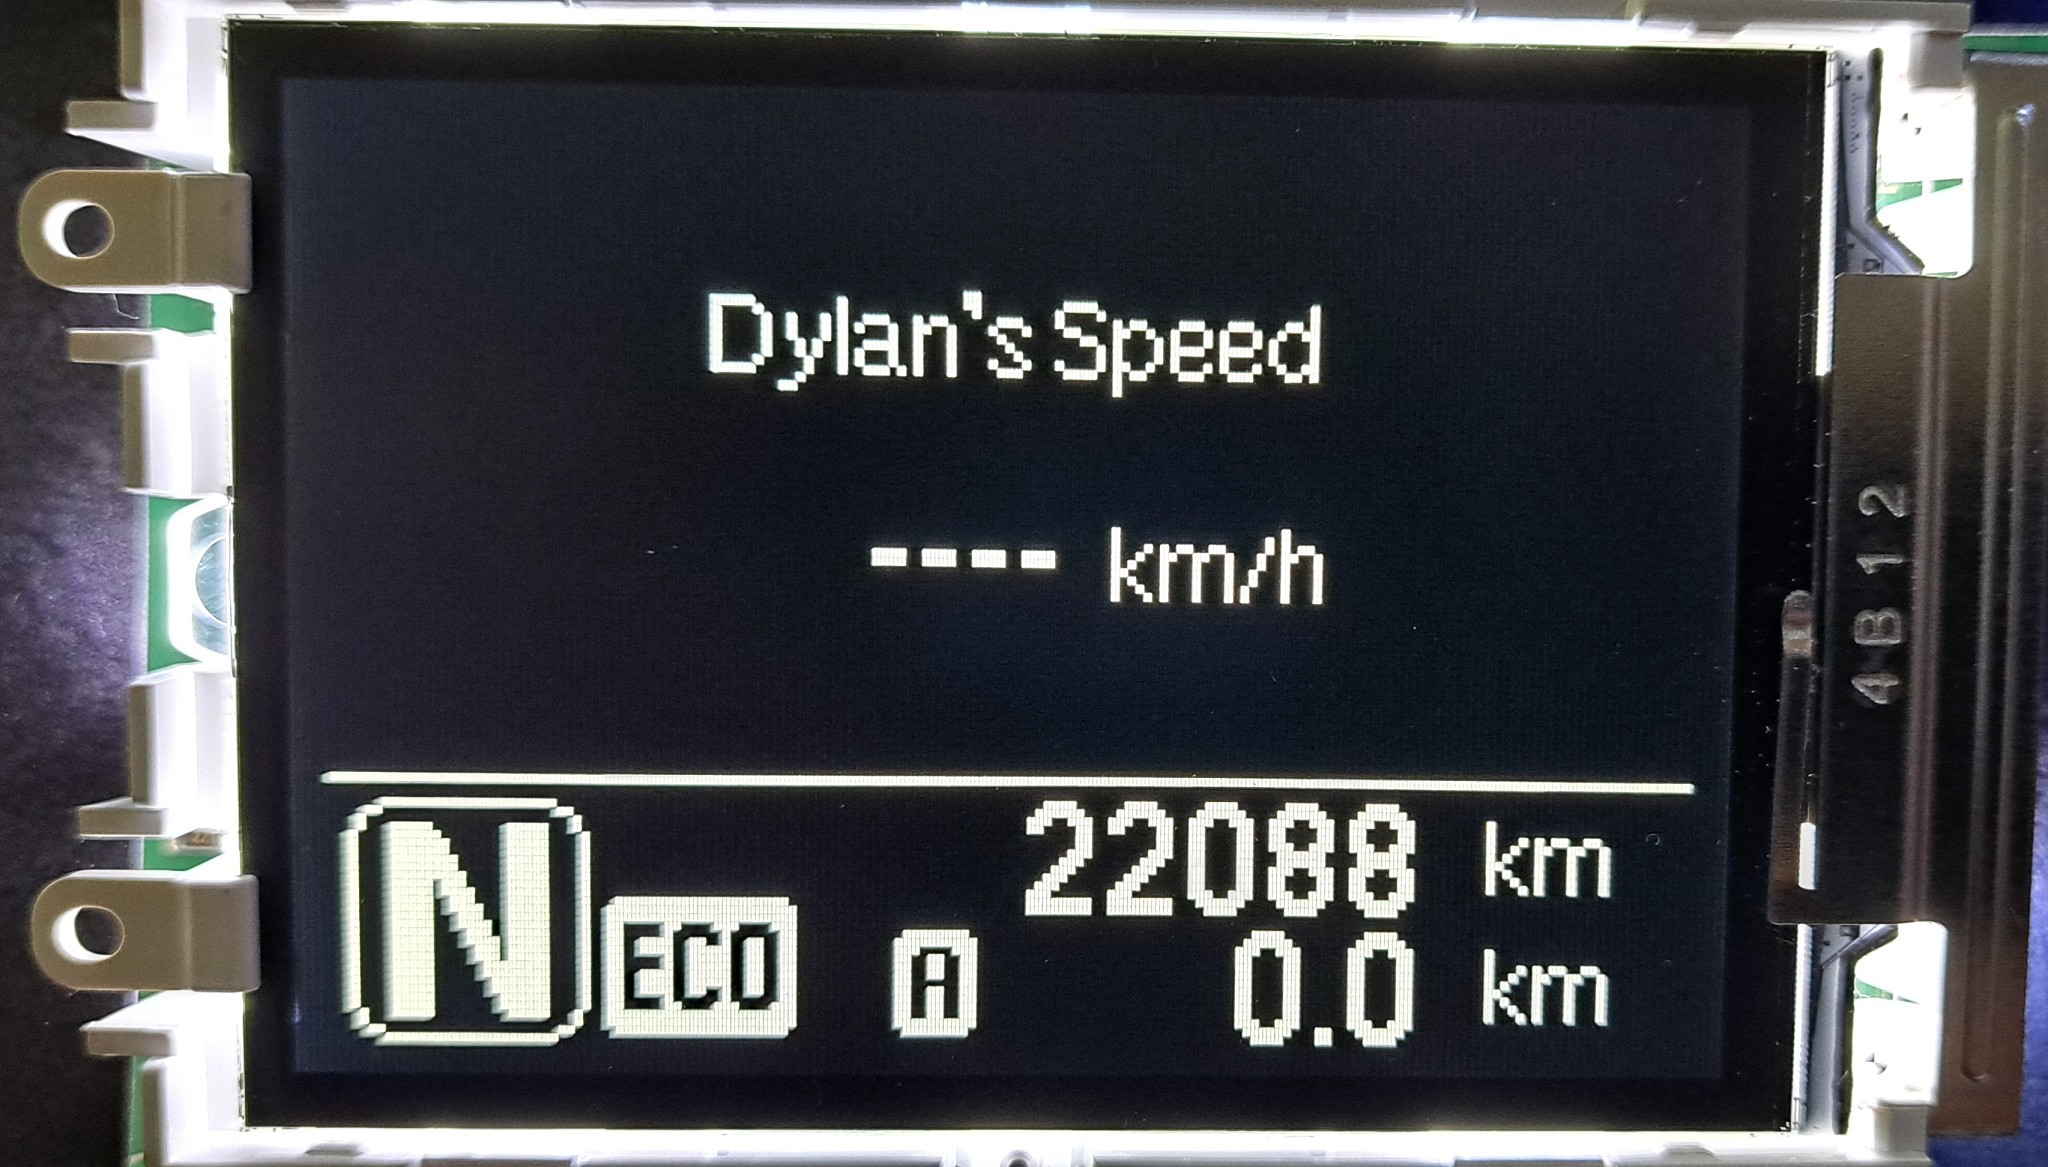 Dylan's Speed
---- km/h
22088 km
N ECO A 0.0 km
4B12